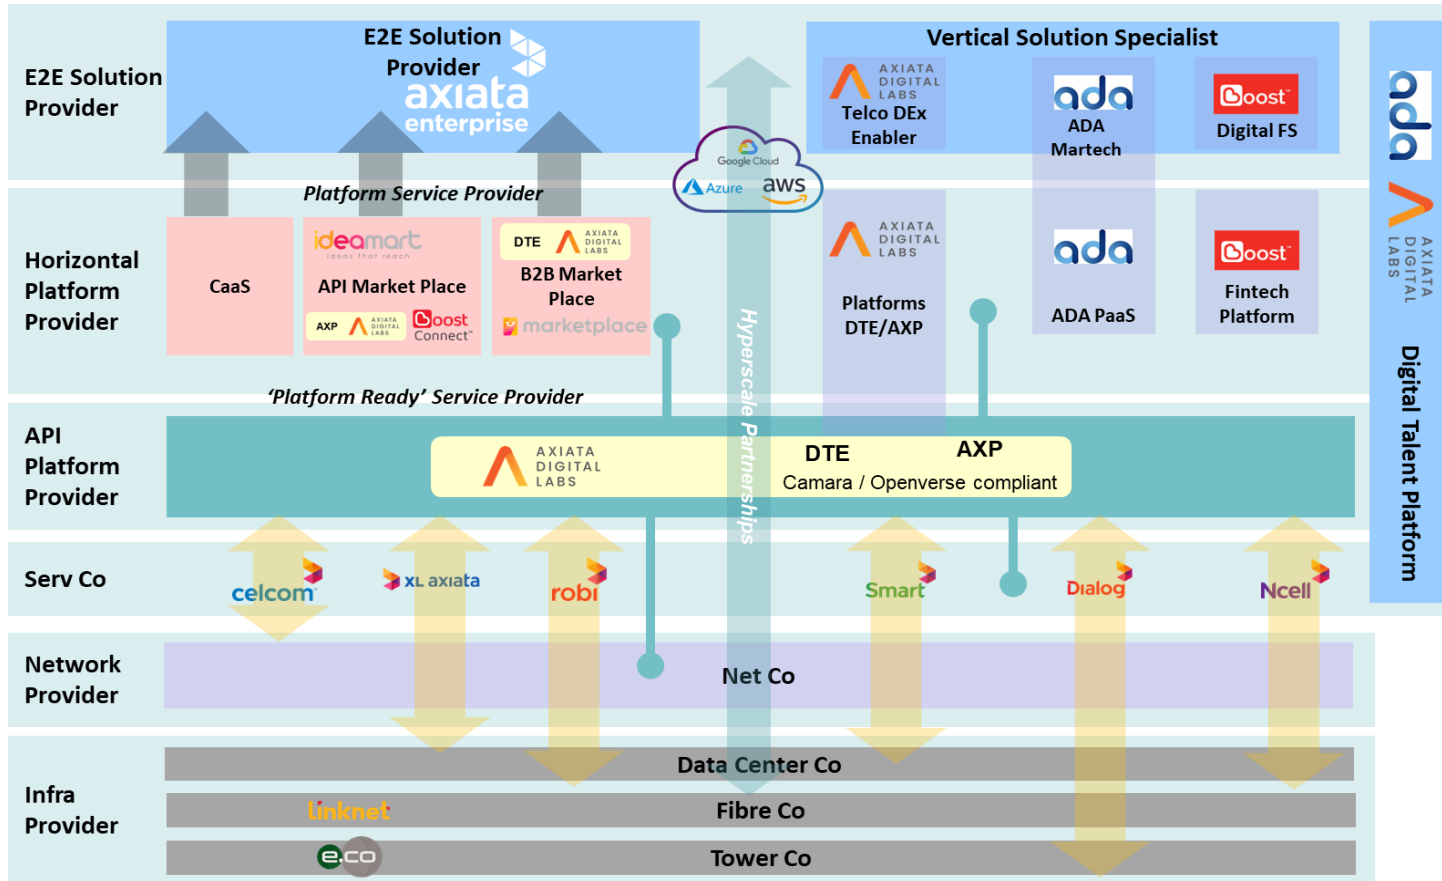 E2E Solution
Provider
E2E Solution
Provider
axiata
enterprise
Vertical Solution Specialist
AXIATA
DIGITAL
LABS
Telco DEx
Enabler
ada
ADA
Martech
Boost™
Digital FS
Google Cloud
Azure
aws
Platform Service Provider
Horizontal
Platform
Provider
CaaS
ideamart
ideas that reach
API Market Place
AXP
AXIATA
DIGITAL
LABS
Boost
Connect™
DTE
AXIATA
DIGITAL
LABS
B2B Market
Place
marketplace
AXIATA
DIGITAL
LABS
Platforms
DTE/AXP
ada
ADA PaaS
Boost™
Fintech
Platform
Hyperscale Partnerships
'Platform Ready' Service Provider
API
Platform
Provider
AXIATA
DIGITAL
LABS
DTE
AXP
Camara / Openverse compliant
Serv Co
celcom™
XL axiata
robi
Smart
Dialog
Ncell
Network
Provider
Net Co
Infra
Provider
Data Center Co
linknet
Fibre Co
e.co
Tower Co
ada
AXIATA
DIGITAL
LABS
Digital Talent Platform